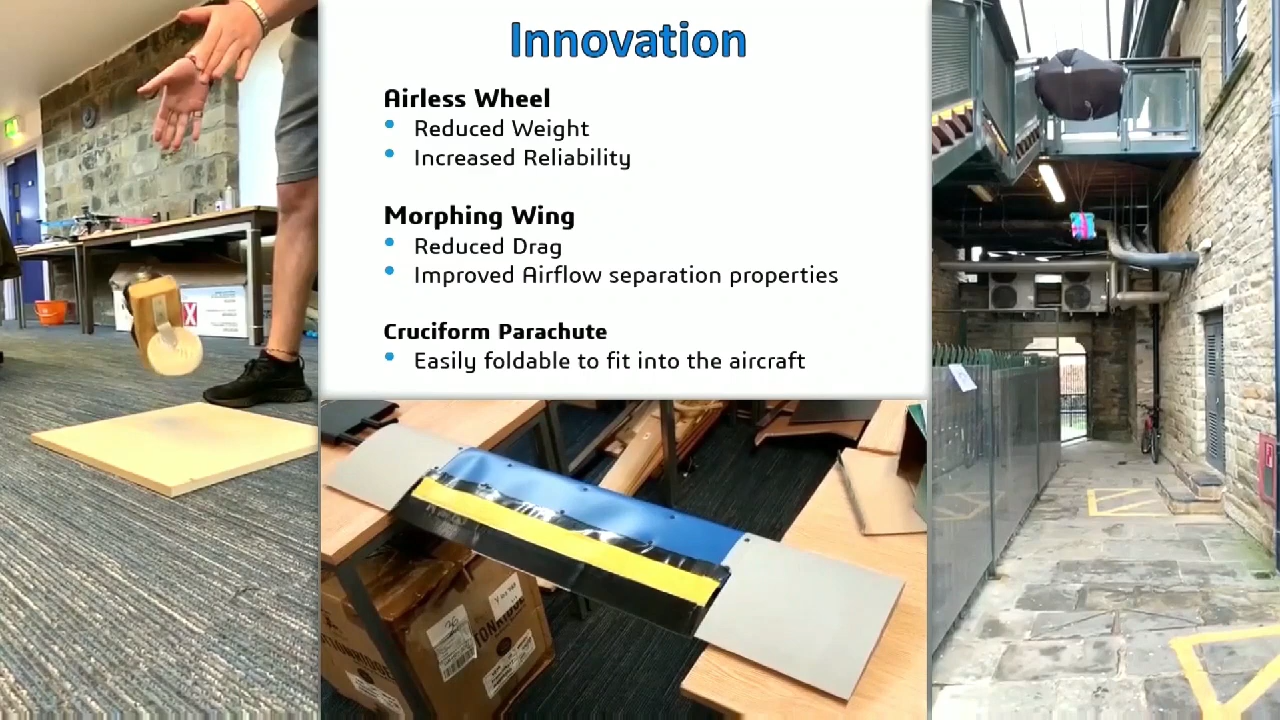 Innovation
Airless Wheel
Reduced Weight
Increased Reliability
Morphing Wing
Reduced Drag
Improved Airflow separation properties
Cruciform Parachute
Easily foldable to fit into the aircraft
TONRIDGE